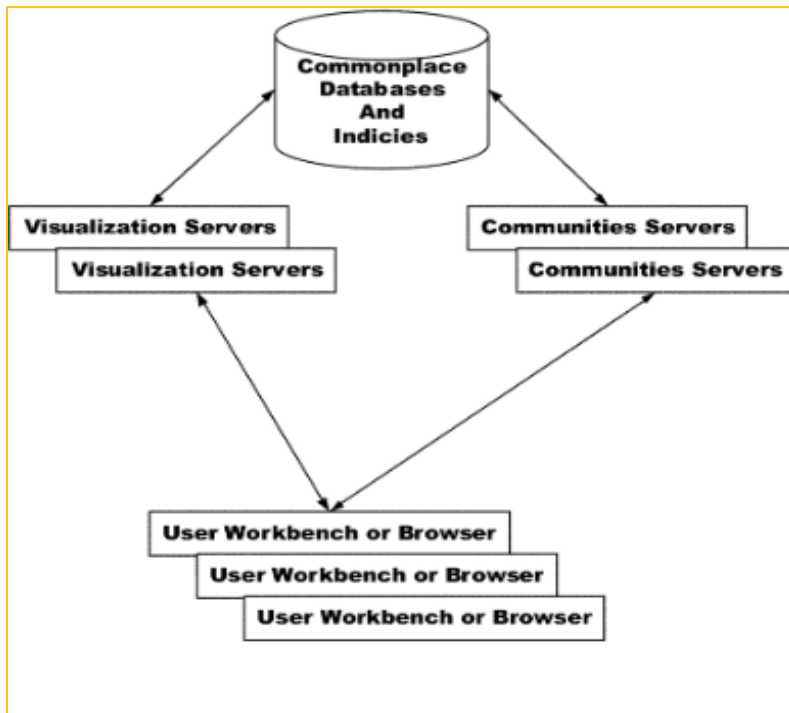 Commonplace
Databases
And
Indicies
Visualization Servers
Visualization Servers
Communities Servers
Communities Servers
User Workbench or Browser
User Workbench or Browser
User Workbench or Browser